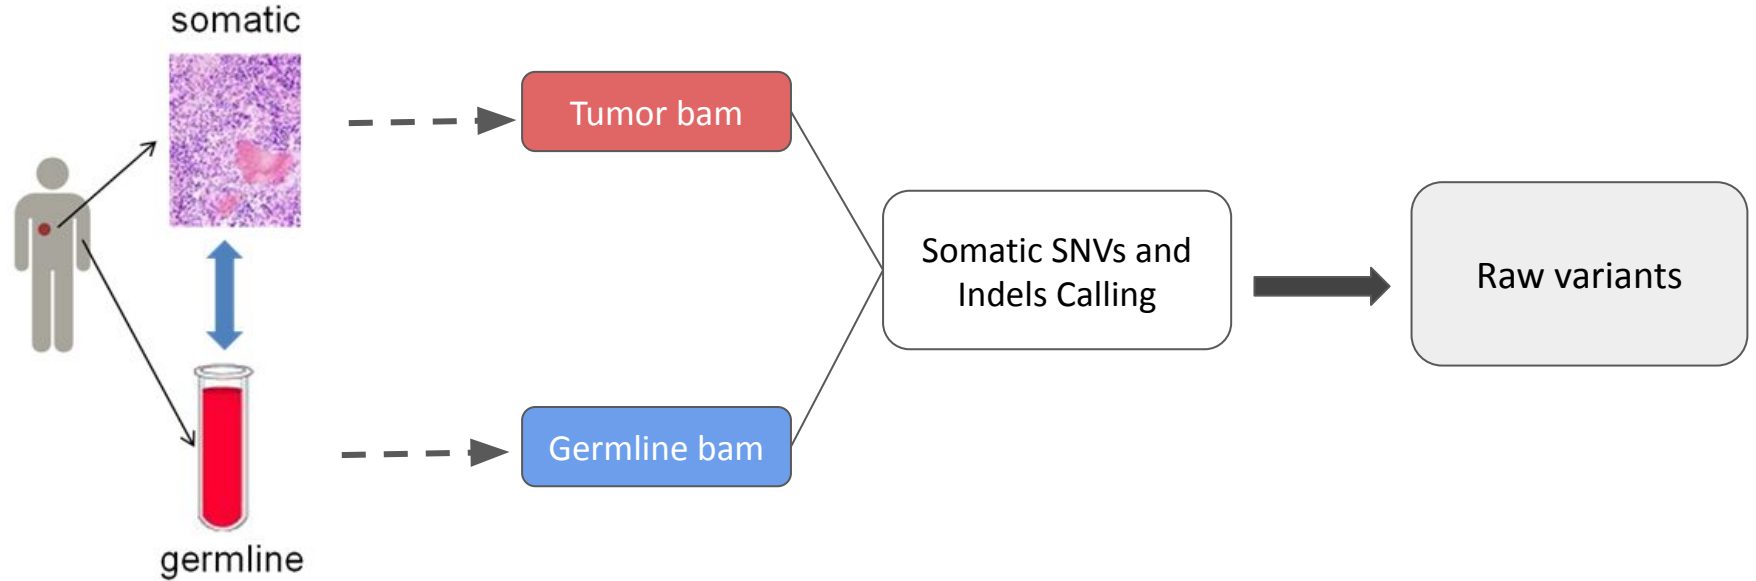 somatic
Tumor bam
Somatic SNVs and
Indels Calling
Raw variants
Germline bam
germline